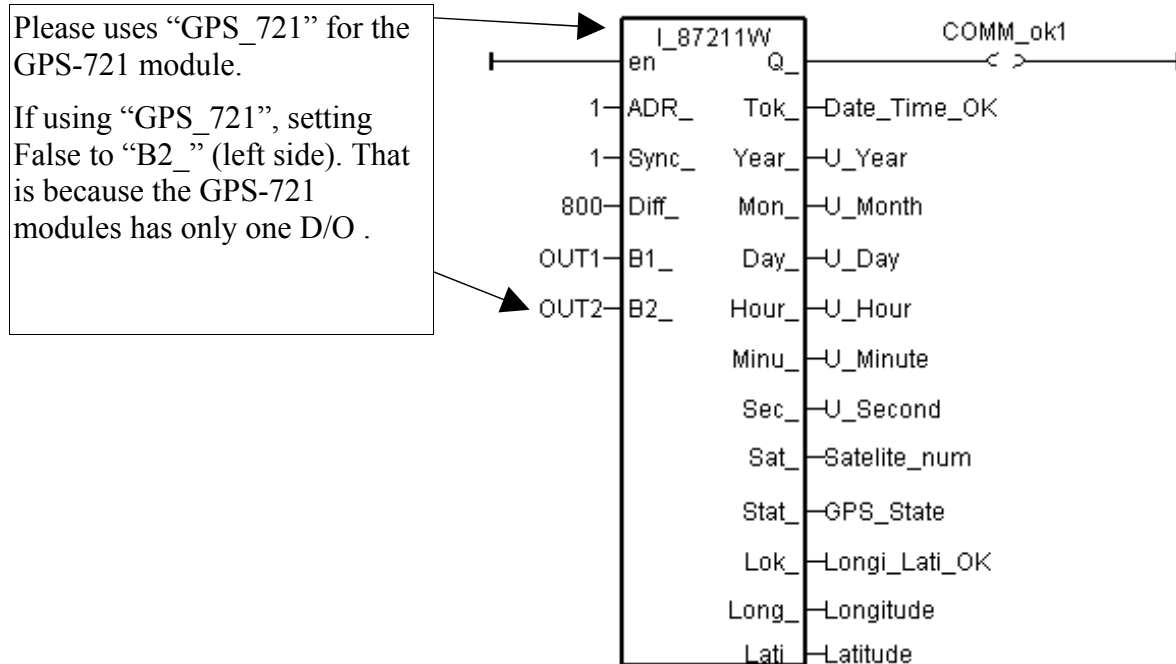 Please uses “GPS_721” for the
GPS-721 module.
If using “GPS_721”, setting
False to “B2_” (left side). That
is because the GPS-721
modules has only one D/O .
I_87211W
COMM_ok1
en Q_
1 ADR_ Tok_ Date_Time_OK
1 Sync_ Year_ U_Year
800 Diff_ Mon_ U_Month
OUT1 B1_ Day_ U_Day
OUT2 B2_ Hour_ U_Hour
Minu_ U_Minute
Sec_ U_Second
Sat_ Satelite_num
Stat_ GPS_State
Lok_ Longi_Lati_OK
Long_ Longitude
Lati_ Latitude